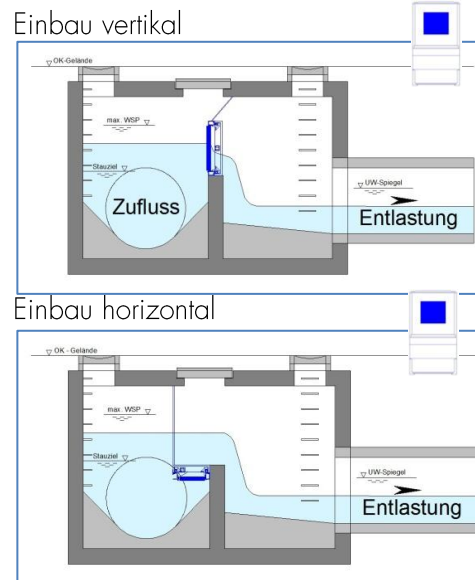 Einbau vertikal
OK-Gelände
max. WSP
Stauziel
UW-Spiegel
Zufluss
Entlastung
Einbau horizontal
OK - Gelände
max. WSP
Stauziel
UW-Spiegel
Entlastung